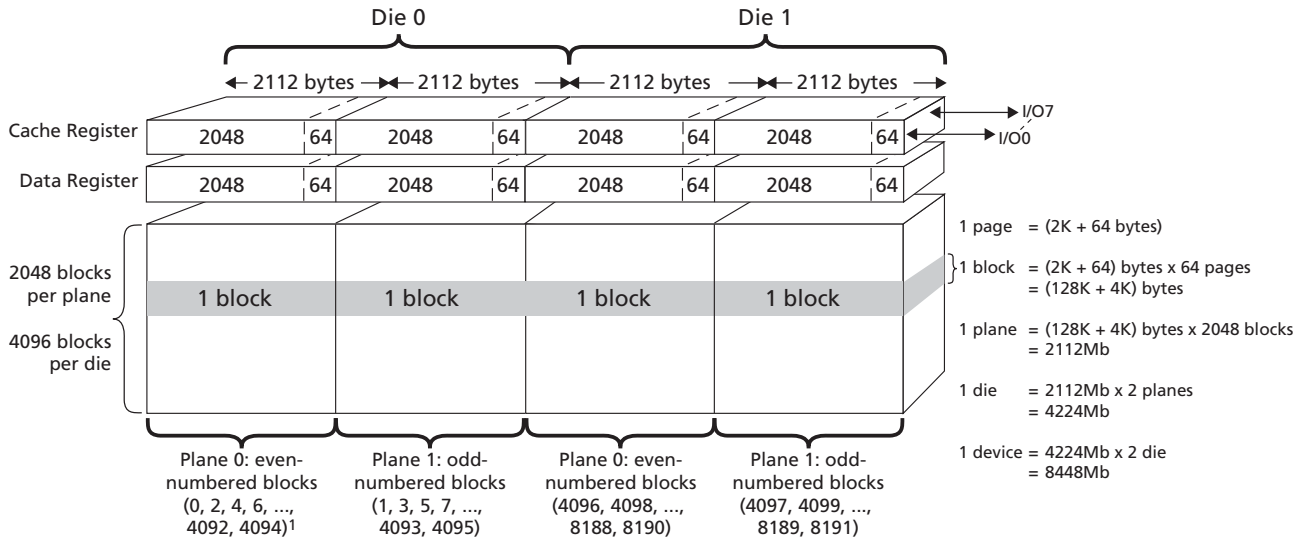 Die 0
Die 1
2112 bytes
2112 bytes
2112 bytes
2112 bytes
Cache Register
2048
64
2048
64
2048
64
2048
64
I/O7
I/O0
Data Register
2048
64
2048
64
2048
64
2048
64
2048 blocks
per plane
4096 blocks
per die
1 block
1 block
1 block
1 block
1 page = (2K + 64 bytes)
1 block = (2K + 64) bytes x 64 pages
= (128K + 4K) bytes
1 plane = (128K + 4K) bytes x 2048 blocks
= 2112Mb
1 die = 2112Mb x 2 planes
= 4224Mb
1 device = 4224Mb x 2 die
= 8448Mb
Plane 0: even-
numbered blocks
(0, 2, 4, 6, ...,
4092, 4094)1
Plane 1: odd-
numbered blocks
(1, 3, 5, 7, ...,
4093, 4095)
Plane 0: even-
numbered blocks
(4096, 4098, ...,
8188, 8190)
Plane 1: odd-
numbered blocks
(4097, 4099, ...,
8189, 8191)